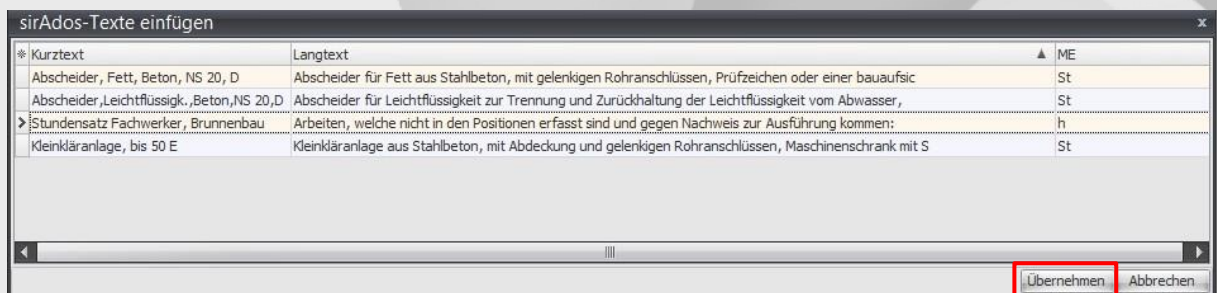 sirAdos-Texte einfügen x
Kurztext Langtext ME
Abscheider, Fett, Beton, NS 20, D Abscheider für Fett aus Stahlbeton, mit gelenkigen Rohranschlüssen, Prüfzeichen oder einer bauaufsic St
Abscheider,Leichtflüssigk.,Beton,NS 20,D Abscheider für Leichtflüssigkeit zur Trennung und Zurückhaltung der Leichtflüssigkeit vom Abwasser, St
Stundensatz Fachwerker, Brunnenbau Arbeiten, welche nicht in den Positionen erfasst sind und gegen Nachweis zur Ausführung kommen: h
Kleinkläranlage, bis 50 E Kleinkläranlage aus Stahlbeton, mit Abdeckung und gelenkigen Rohranschlüssen, Maschinenschrank mit S St
Übernehmen Abbrechen